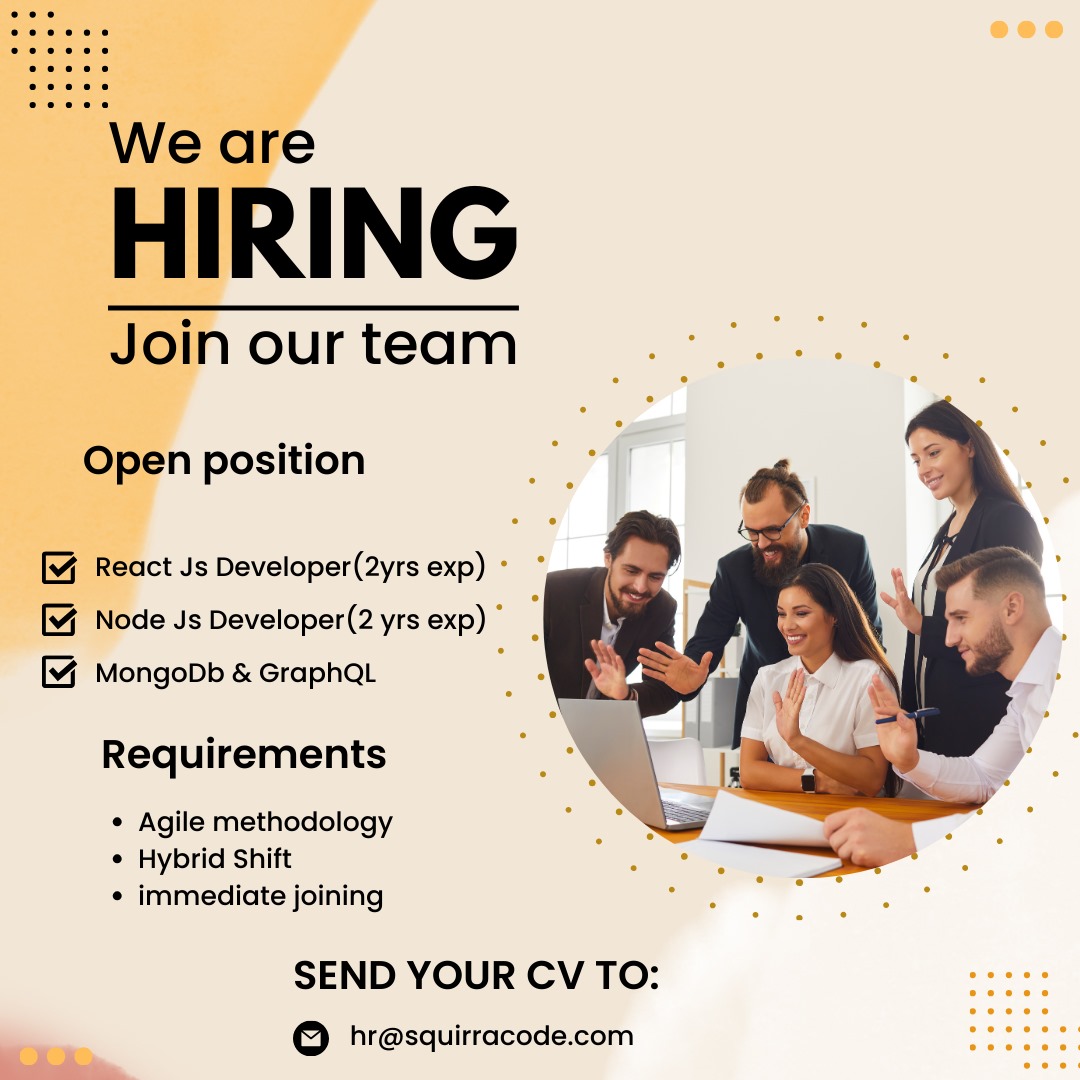 We are
HIRING
Join our team
Open position
React Js Developer(2yrs exp)
Node Js Developer(2 yrs exp)
MongoDb & GraphQL
Requirements
Agile methodology
Hybrid Shift
immediate joining
SEND YOUR CV TO:
hr@squirracode.com